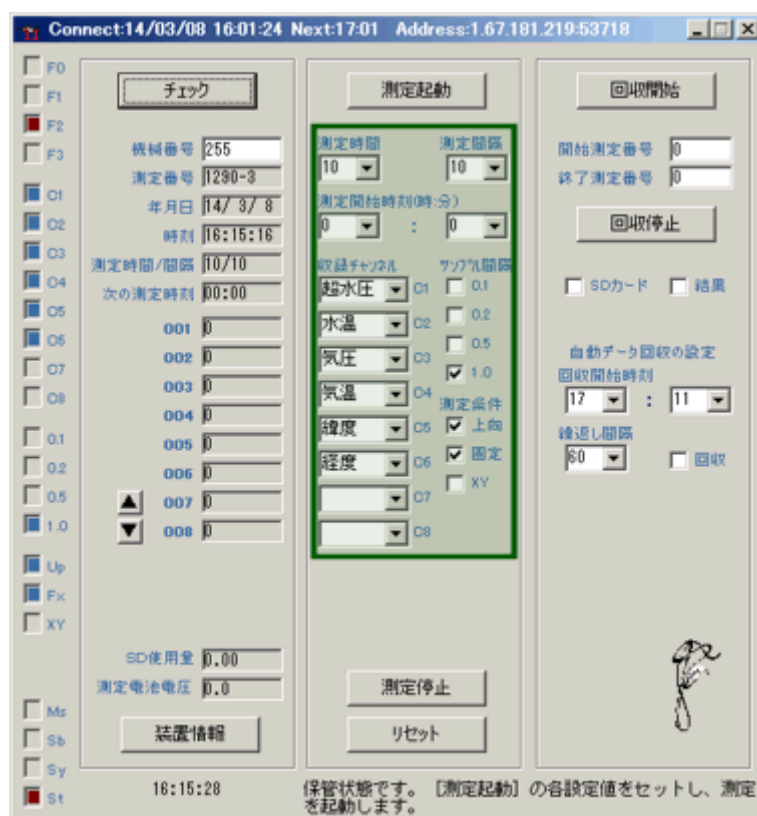 Connect:14/03/08 16:01:24 Next:17:01 Address:1.67.181.219:53718
F0
F1
F2
F3
C1
C2
C3
C4
C5
C6
C7
C8
0.1
0.2
0.5
1.0
Up
Fx
XY
Ms
Sb
Sy
St
チェック
機械番号 255
測定番号 1290-3
年月日 14/ 3/ 8
時刻 16:15:16
測定時間/間隔 10/10
次の測定時刻 00:00
001 0
002 0
003 0
004 0
005 0
006 0
007 0
008 0
SD使用量 0.00
測定電池電圧 0.0
装置情報
16:15:28
測定起動
測定時間 測定間隔
10 10
測定開始時刻(時:分)
0 : 0
収録チャンネル サンプル間隔
超水圧 C1 0.1
水温 C2 0.2
気圧 C3 0.5
1.0
気温 C4
測定条件
緯度 C5 上向
経度 C6 固定
XY
C7
C8
測定停止
リセット
回収開始
開始測定番号 0
終了測定番号 0
回収停止
SDカード 結果
自動データ回収の設定
回収開始時刻
17 : 11
繰返し間隔
60 回収
保管状態です。 [測定起動] の各設定値をセットし、測定
を起動します。